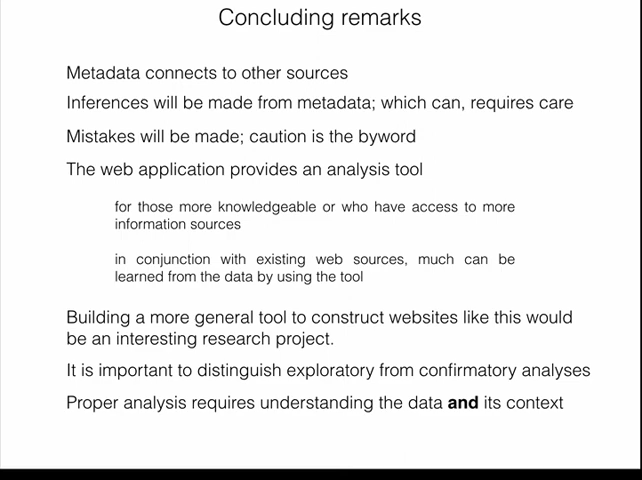 Concluding remarks
Metadata connects to other sources
Inferences will be made from metadata; which can, requires care
Mistakes will be made; caution is the byword
The web application provides an analysis tool
for those more knowledgeable or who have access to more
information sources
in conjunction with existing web sources, much can be
learned from the data by using the tool
Building a more general tool to construct websites like this would
be an interesting research project.
It is important to distinguish exploratory from confirmatory analyses
Proper analysis requires understanding the data and its context